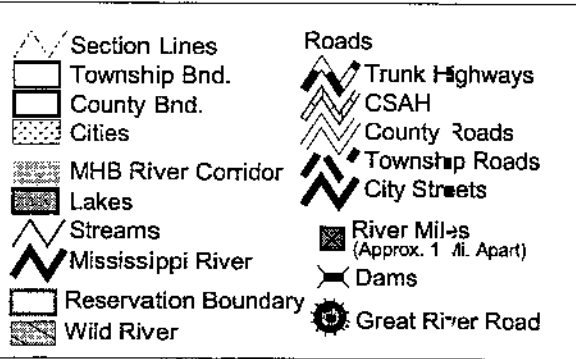 Section Lines
Township Bnd.
County Bnd.
Cities
MHB River Corridor
Lakes
Streams
Mississippi River
Reservation Boundary
Wild River
Roads
Trunk Highways
CSAH
County Roads
Township Roads
City Streets
River Miles
(Approx. 1 Mi. Apart)
Dams
Great River Road